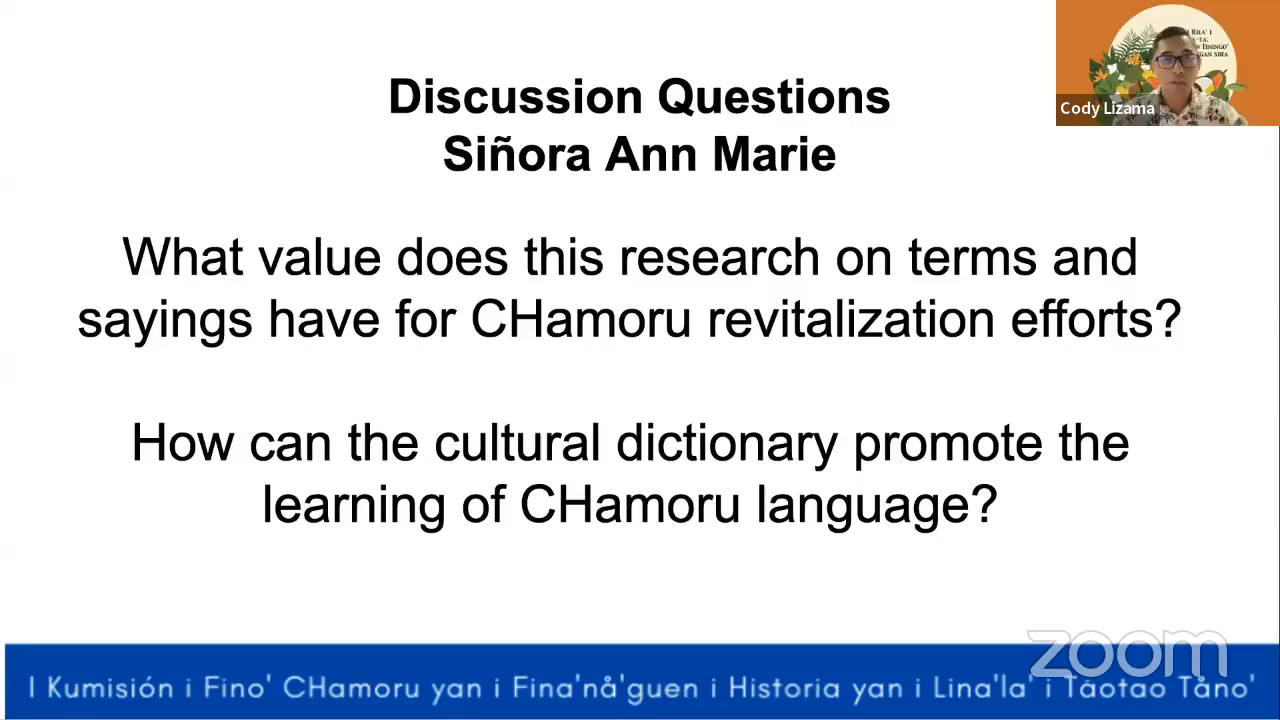 Discussion Questions
Siñora Ann Marie
What value does this research on terms and
sayings have for CHamoru revitalization efforts?
How can the cultural dictionary promote the
learning of CHamoru language?
Cody Lizama
zoom
I Kumisión i Fino' CHamoru yan i Fina'nå'guen i Historia yan i Lina'la' i Taotao Tåno'